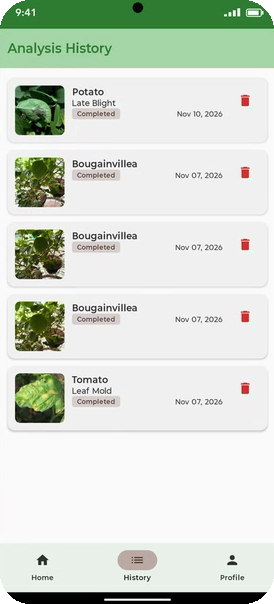 9:41
Analysis History
Potato
Late Blight
Completed
Nov 10, 2026
Bougainvillea
Completed
Nov 07, 2026
Bougainvillea
Completed
Nov 07, 2026
Bougainvillea
Completed
Nov 07, 2026
Tomato
Leaf Mold
Completed
Nov 07, 2026
Home
History
Profile